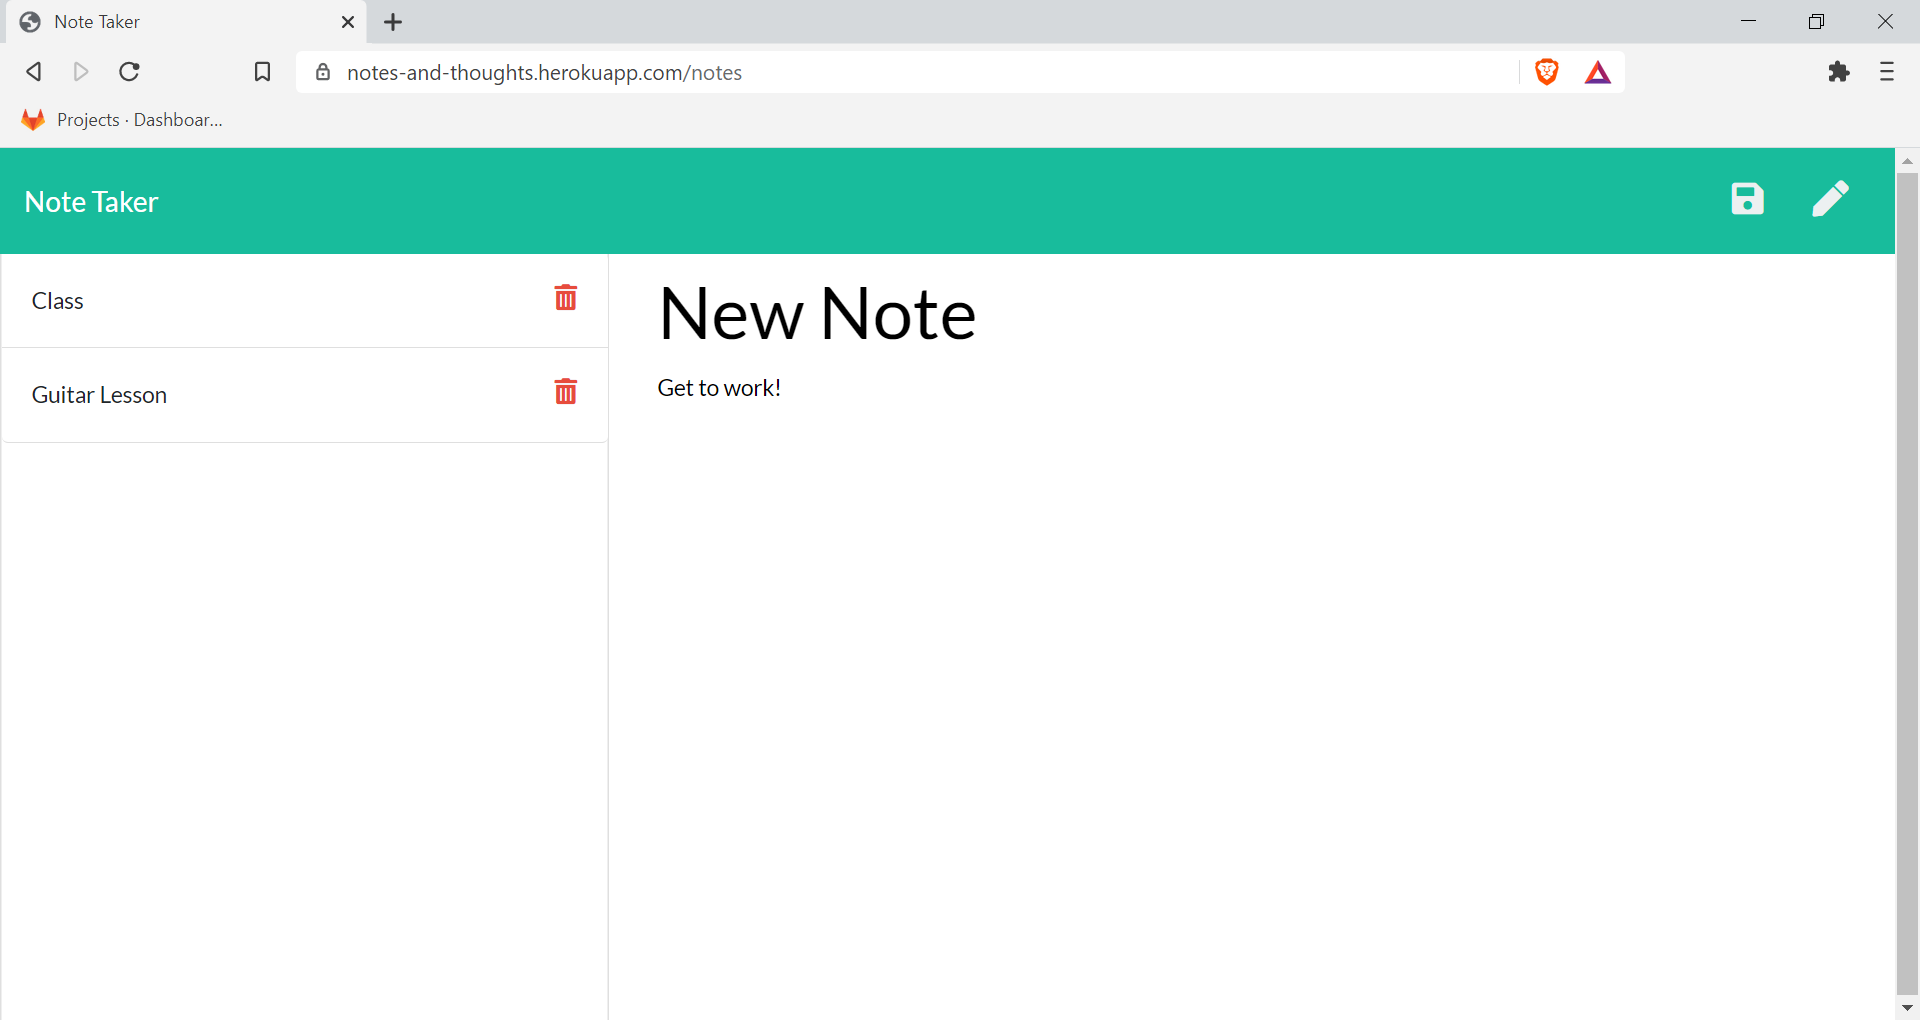 Note Taker
notes-and-thoughts.herokuapp.com/notes
Projects · Dashboar...
Note Taker
Class
Guitar Lesson
New Note
Get to work!